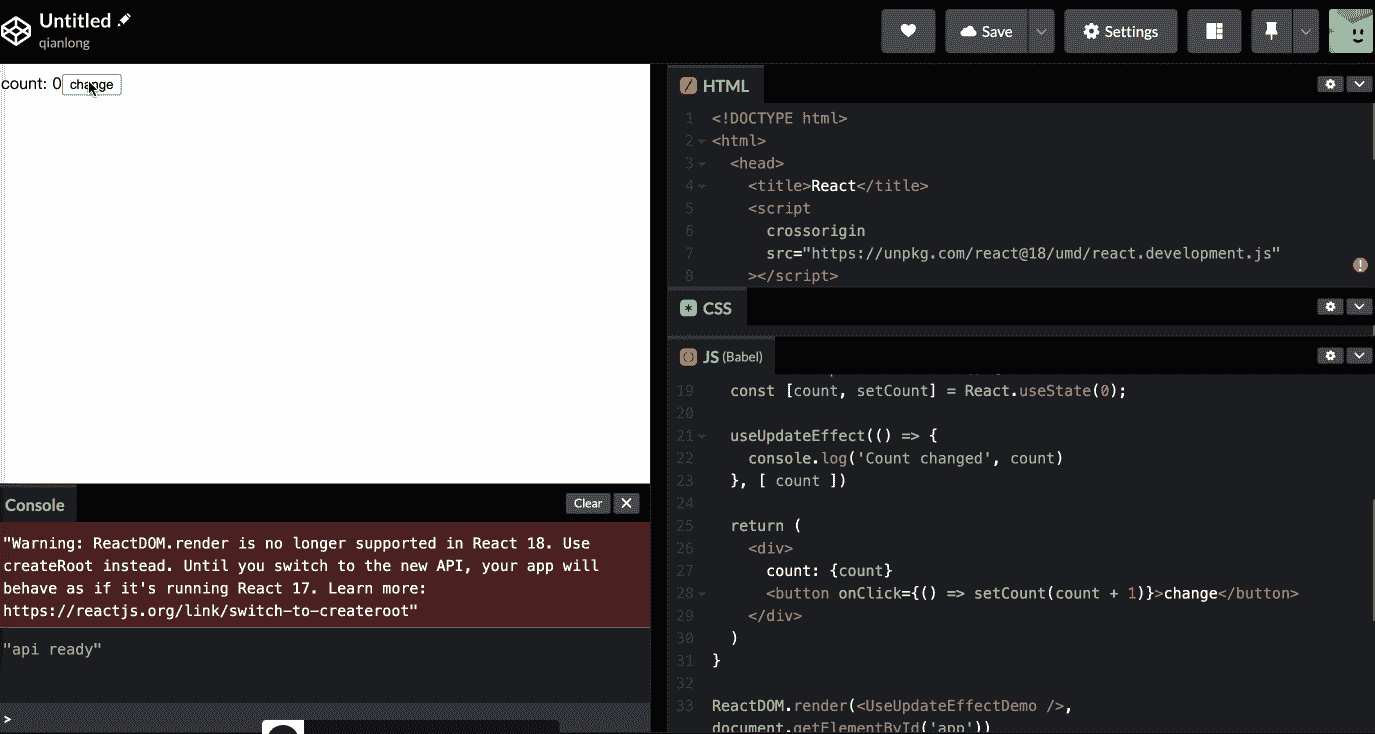 Untitled
qianlong
Save
Settings
count: 0 change
HTML
1 <!DOCTYPE html>
2 <html>
3 <head>
4 <title>React</title>
5 <script
6 crossorigin
7 src="https://unpkg.com/react@18/umd/react.development.js"
8 ></script>
CSS
JS (Babel)
19 const [count, setCount] = React.useState(0);
20
21 useUpdateEffect(() => {
22 console.log('Count changed', count)
23 }, [ count ])
24
25 return (
26 <div>
27 count: {count}
28 <button onClick={() => setCount(count + 1)}>change</button>
29 </div>
30 )
31 }
32
33 ReactDOM.render(<UseUpdateEffectDemo />,
document.getElementById('app'))
Console
Clear
"Warning: ReactDOM.render is no longer supported in React 18. Use
createRoot instead. Until you switch to the new API, your app will
behave as if it's running React 17. Learn more:
https://reactjs.org/link/switch-to-createroot"
"api ready"
>